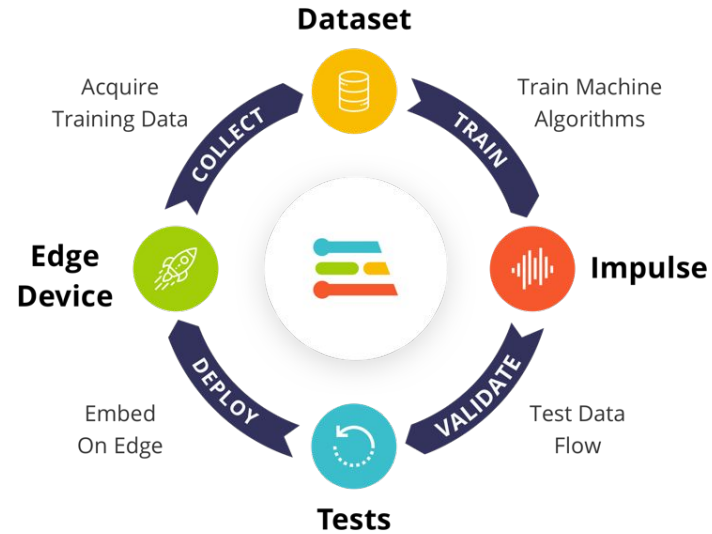 Dataset
Acquire
Training Data
COLLECT
TRAIN
Train Machine
Algorithms
Edge
Device
Impulse
DEPLOY
VALIDATE
Embed
On Edge
Test Data
Flow
Tests